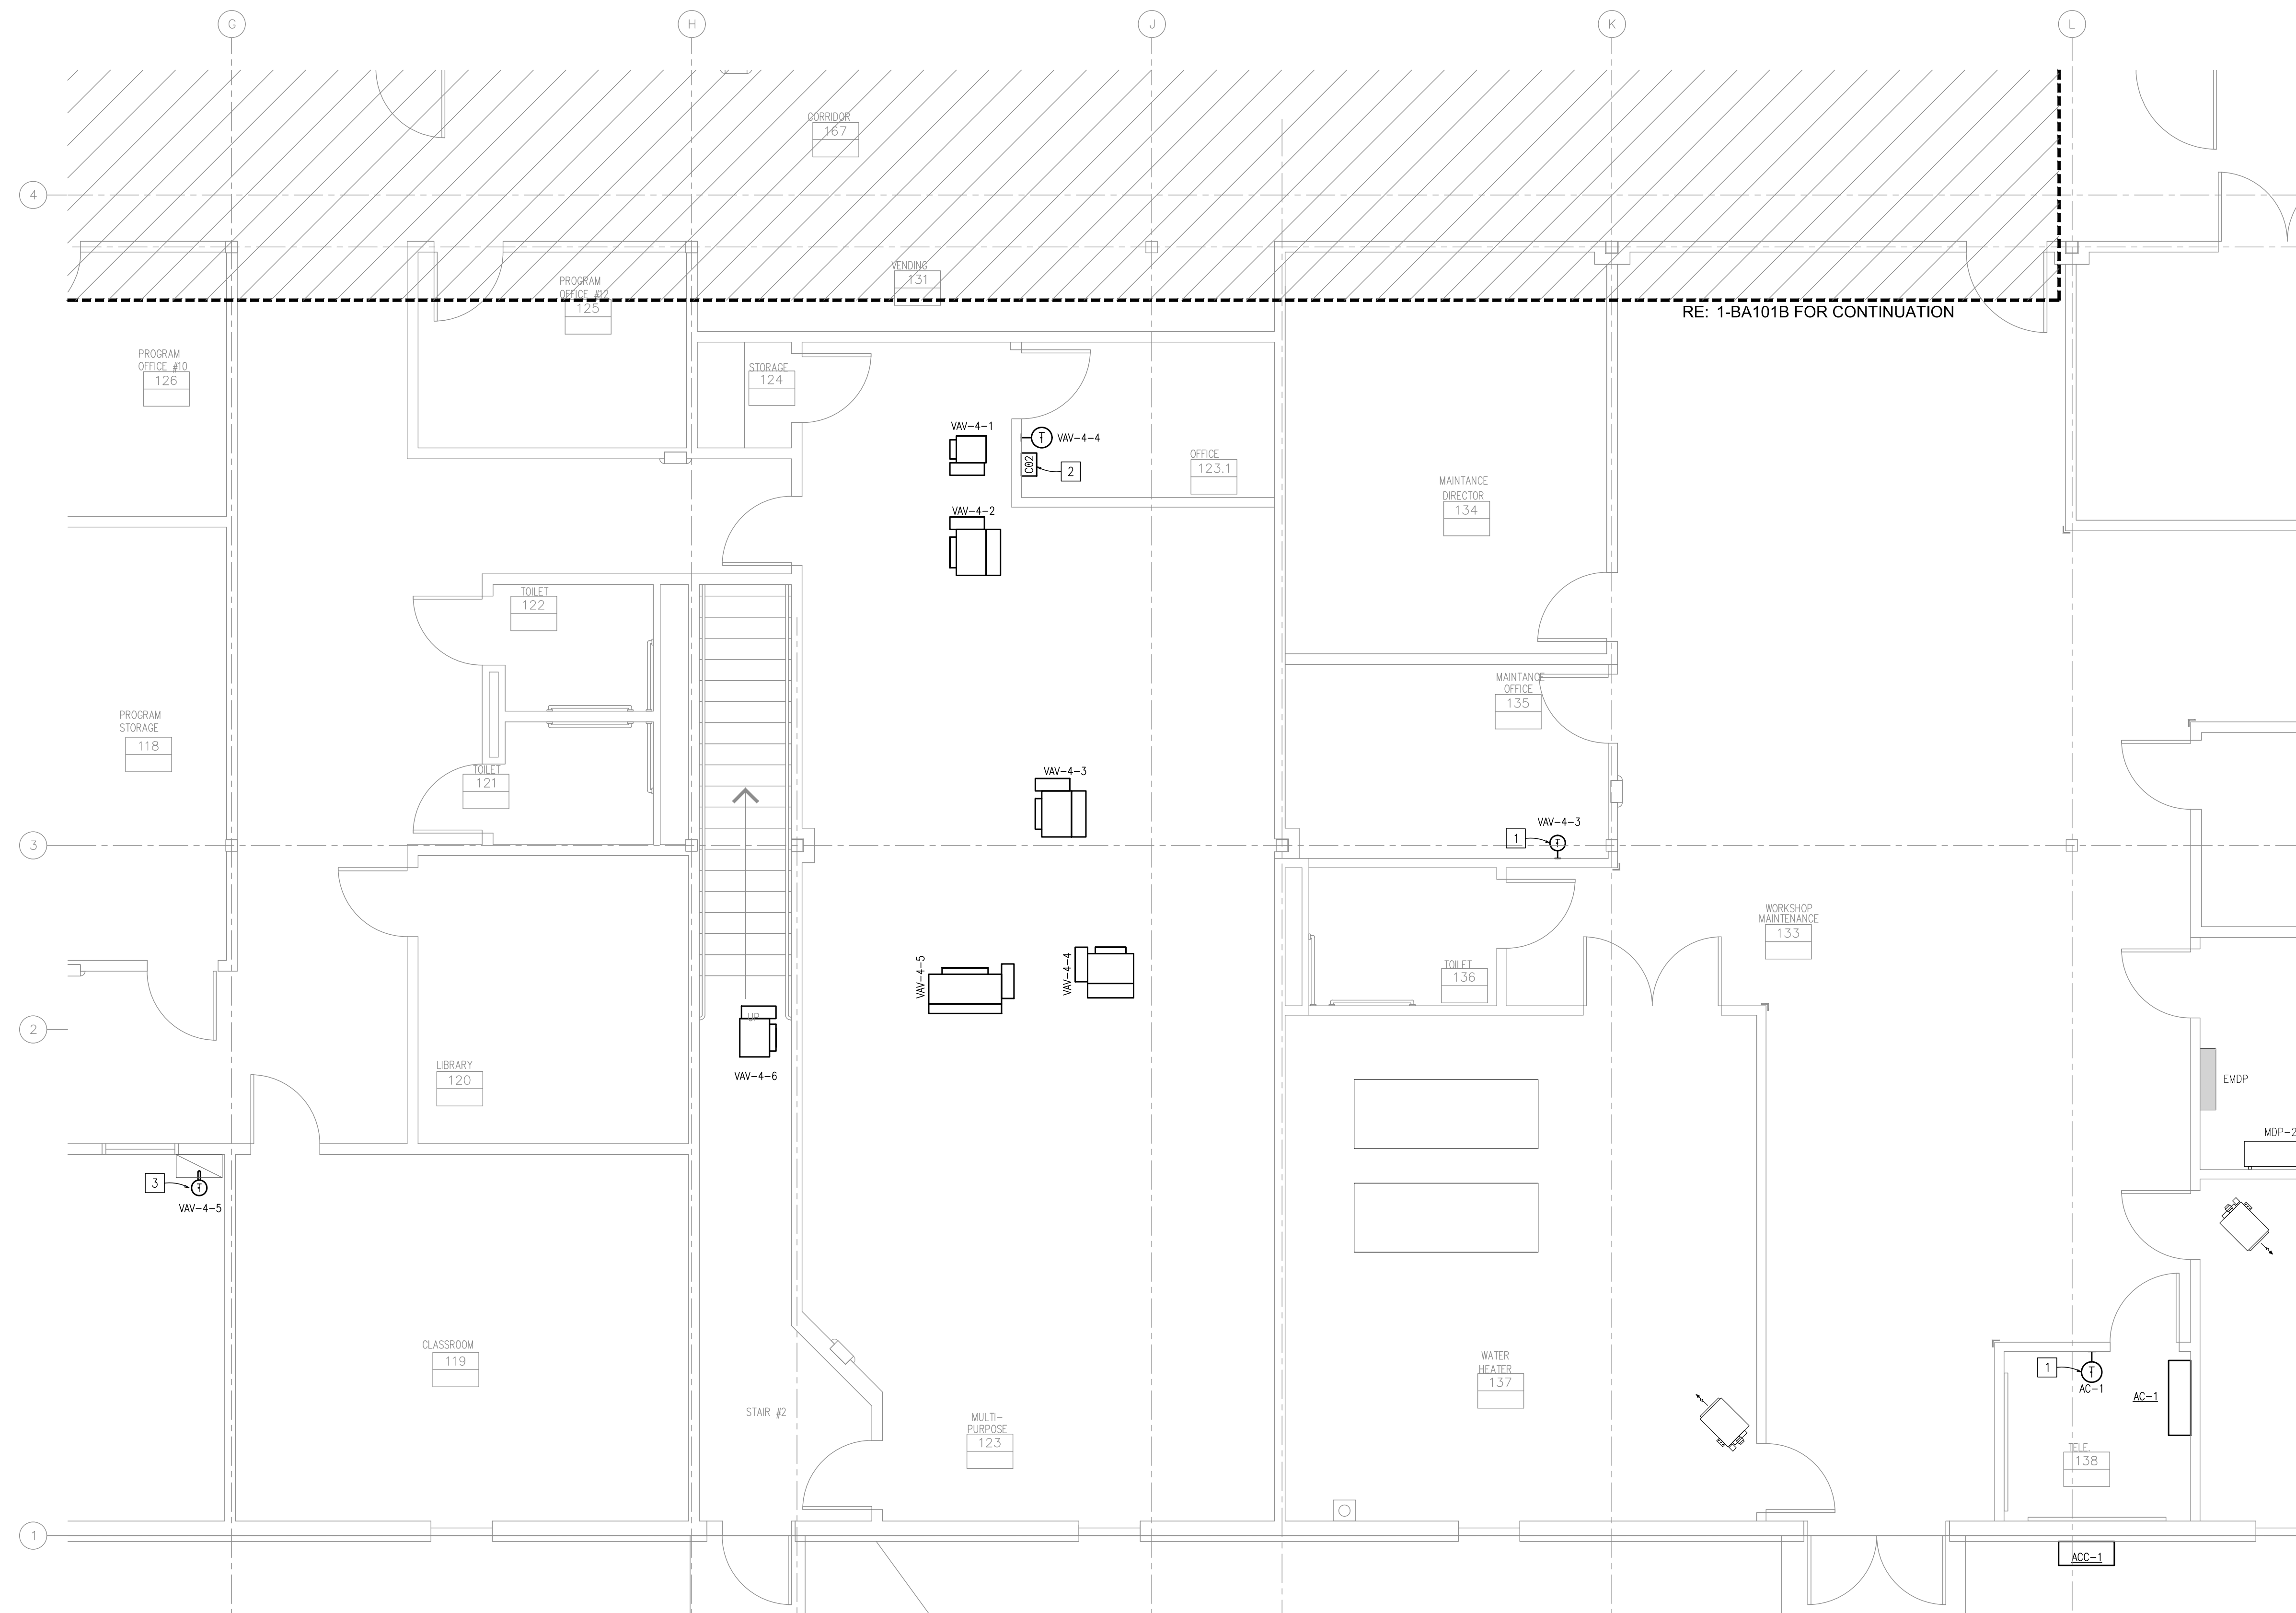 G
H
J
K
L
4
3
2
1
CORRIDOR
167
VENDING
131
PROGRAM
OFFICE #12
125
RE: 1-BA101B FOR CONTINUATION
PROGRAM
OFFICE #10
126
STORAGE
124
VAV-4-1
T
VAV-4-4
C02
2
OFFICE
123.1
MAINTANCE
DIRECTOR
134
VAV-4-2
TOILET
122
MAINTANCE
OFFICE
135
PROGRAM
STORAGE
118
TOILET
121
VAV-4-3
VAV-4-3
1
T
WORKSHOP
MAINTENANCE
133
VAV-4-5
VAV-4-4
TOILET
136
UP
VAV-4-6
LIBRARY
120
EMDP
MDP-2
3
T
VAV-4-5
CLASSROOM
119
WATER
HEATER
137
1
T
AC-1
AC-1
STAIR #2
MULTI-
PURPOSE
123
TELE.
138
ACC-1